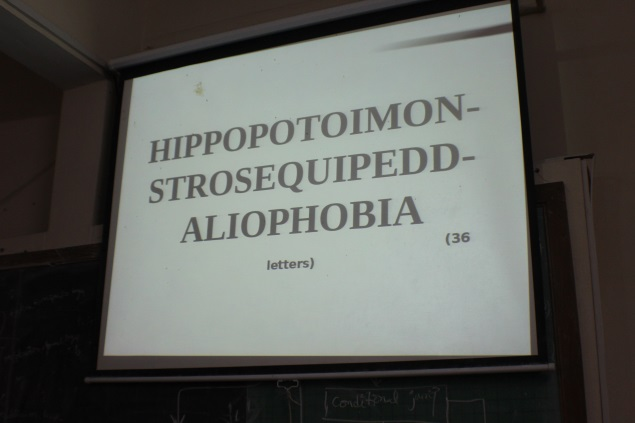 HIPPOPOTOIMON-
STROSEQUIPEDD-
ALIOPHOBIA (36
letters)